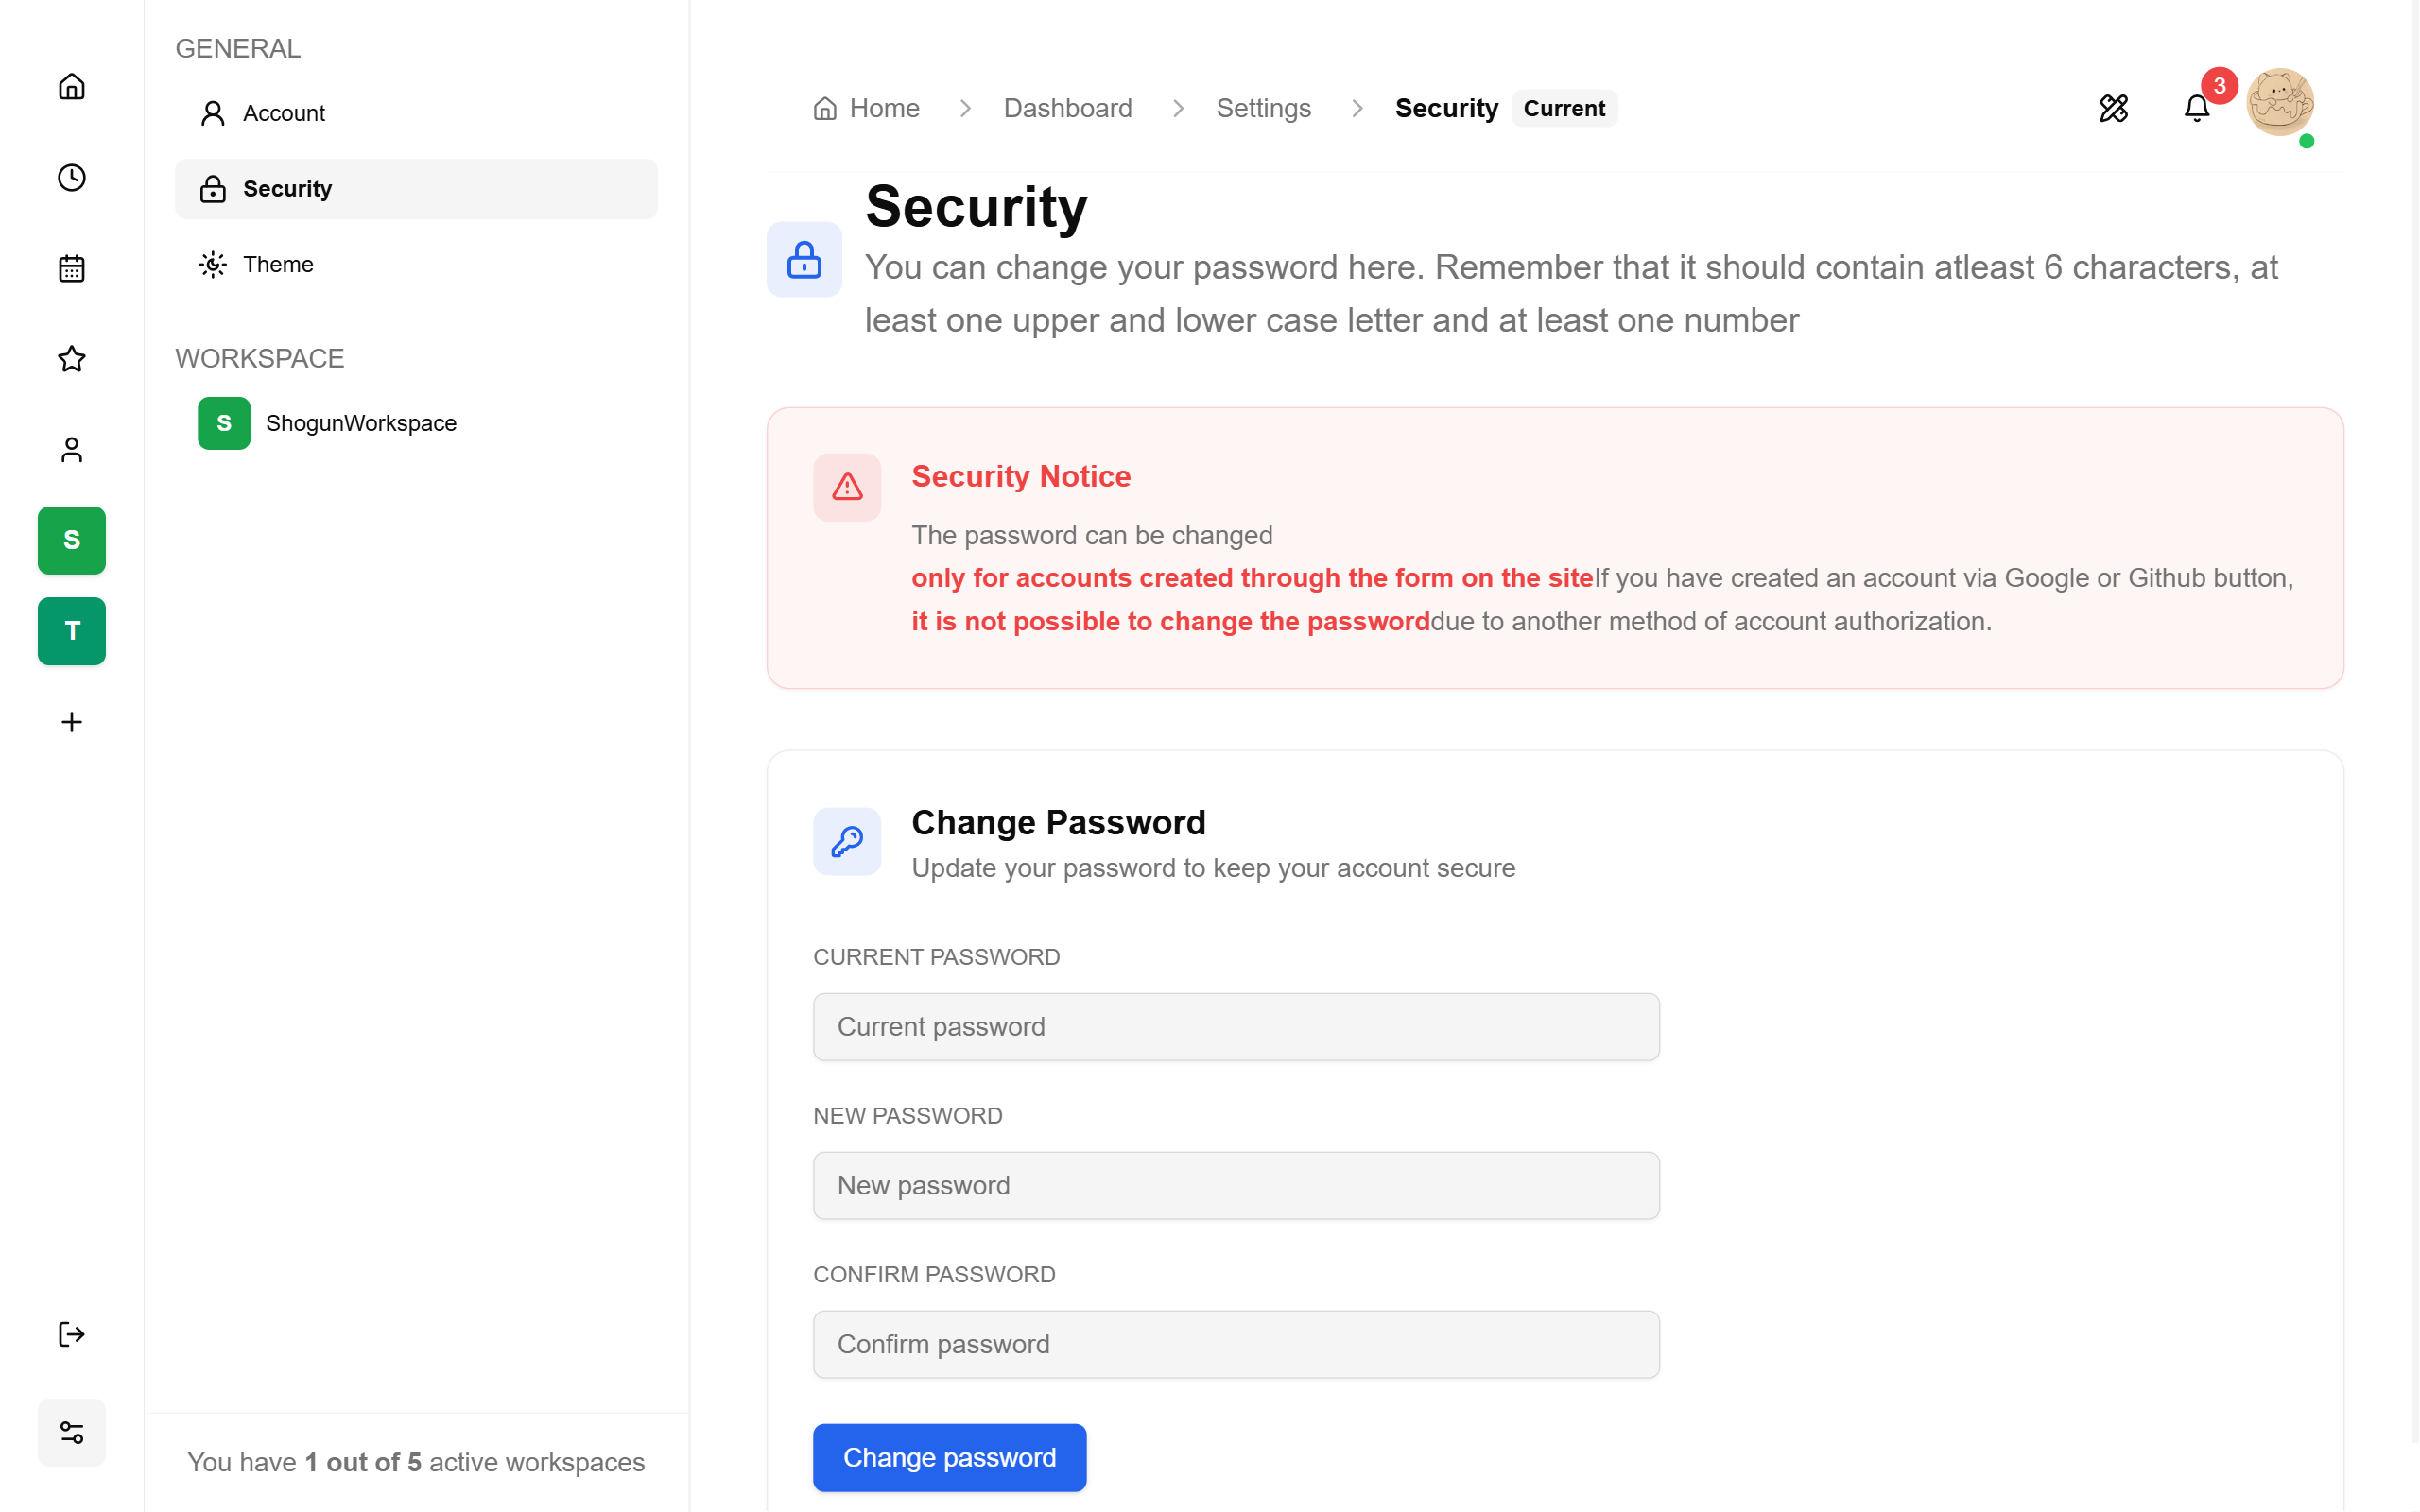 GENERAL
Account
Security
Theme
WORKSPACE
S ShogunWorkspace
S
T
You have 1 out of 5 active workspaces
Home Dashboard Settings Security Current
3
Security
You can change your password here. Remember that it should contain atleast 6 characters, at
least one upper and lower case letter and at least one number
Security Notice
The password can be changed
only for accounts created through the form on the siteIf you have created an account via Google or Github button,
it is not possible to change the passworddue to another method of account authorization.
Change Password
Update your password to keep your account secure
CURRENT PASSWORD
Current password
NEW PASSWORD
New password
CONFIRM PASSWORD
Confirm password
Change password